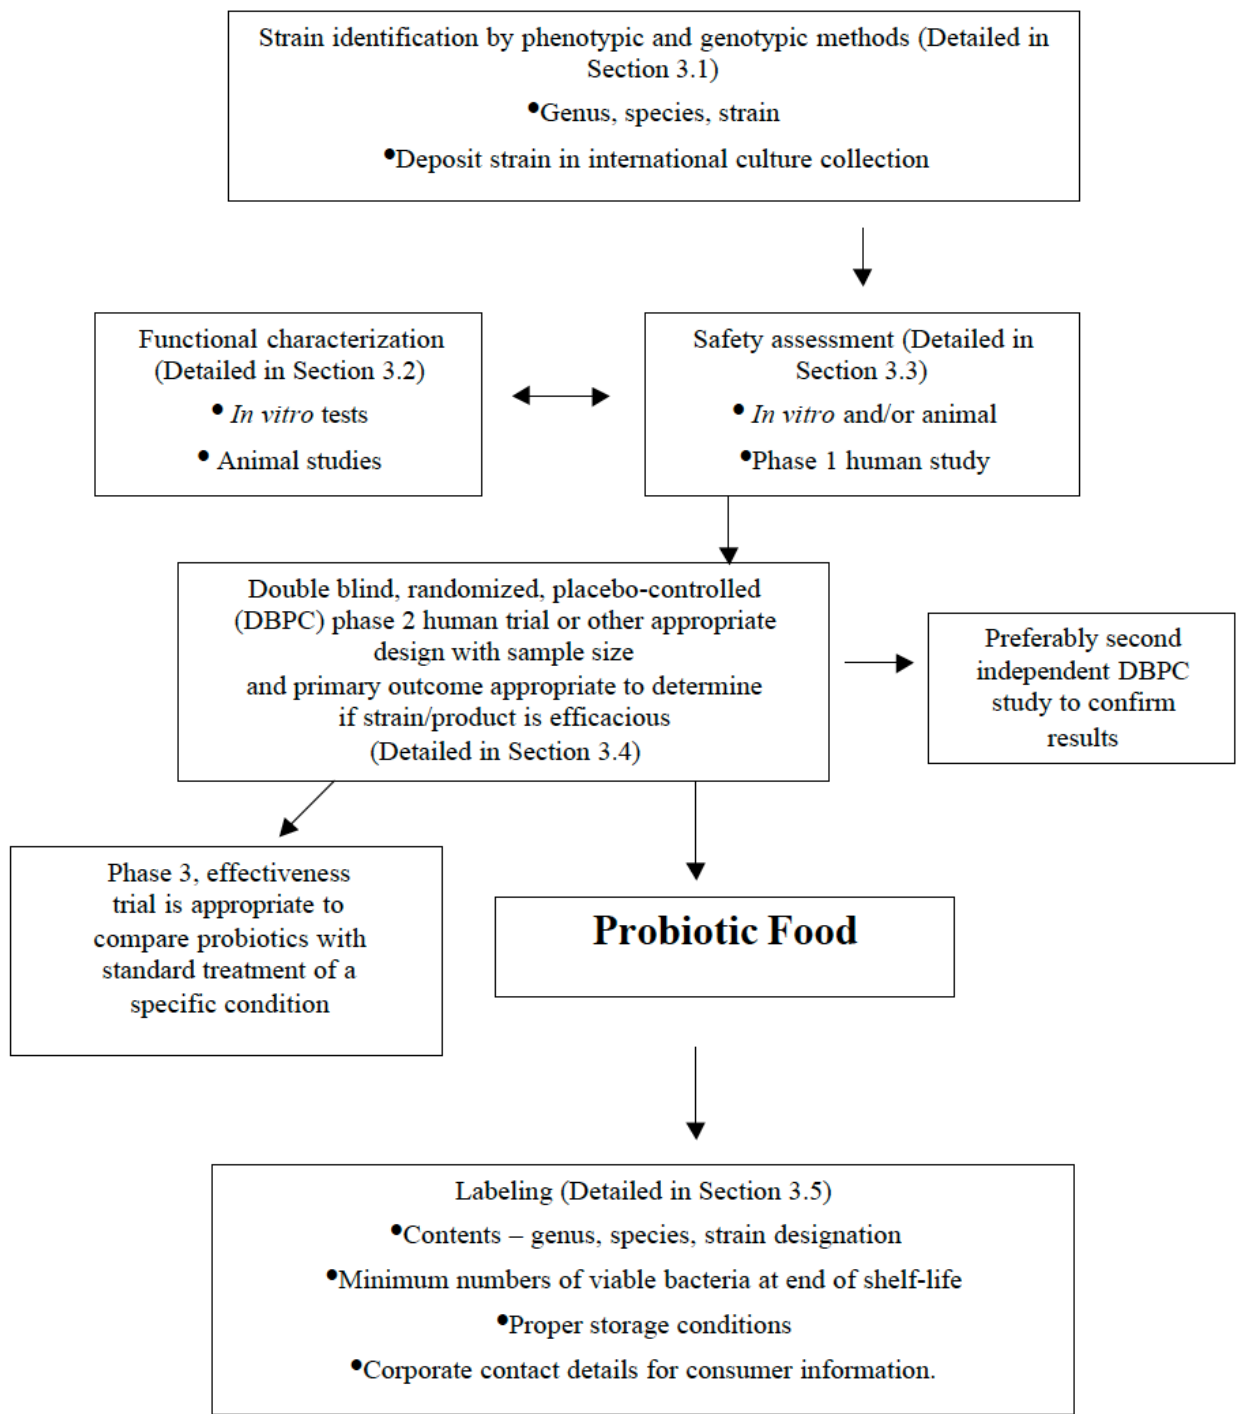 Strain identification by phenotypic and genotypic methods (Detailed in
Section 3.1)
•Genus, species, strain
•Deposit strain in international culture collection
Functional characterization
(Detailed in Section 3.2)
• In vitro tests
• Animal studies
Safety assessment (Detailed in
Section 3.3)
• In vitro and/or animal
•Phase 1 human study
Double blind, randomized, placebo-controlled
(DBPC) phase 2 human trial or other appropriate
design with sample size
and primary outcome appropriate to determine
if strain/product is efficacious
(Detailed in Section 3.4)
Preferably second
independent DBPC
study to confirm
results
Phase 3, effectiveness
trial is appropriate to
compare probiotics with
standard treatment of a
specific condition
Probiotic Food
Labeling (Detailed in Section 3.5)
•Contents – genus, species, strain designation
•Minimum numbers of viable bacteria at end of shelf-life
•Proper storage conditions
•Corporate contact details for consumer information.